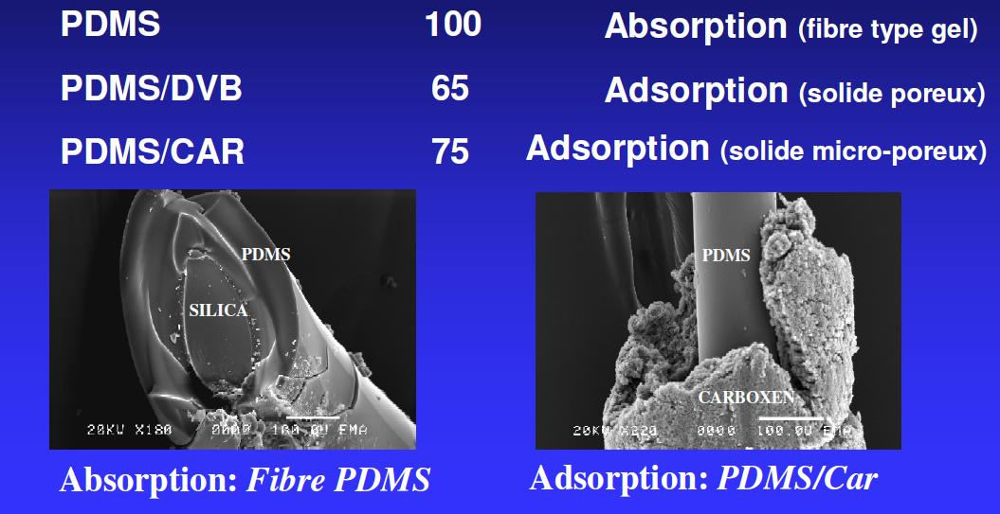 PDMS 100 Absorption (fibre type gel)
PDMS/DVB 65 Adsorption (solide poreux)
PDMS/CAR 75 Adsorption (solide micro-poreux)
PDMS
SILICA
20KV X180 0000 100.0U EMA
PDMS
CARBOXEN
20KV X220 0000 100.0U EMA
Absorption: Fibre PDMS
Adsorption: PDMS/Car